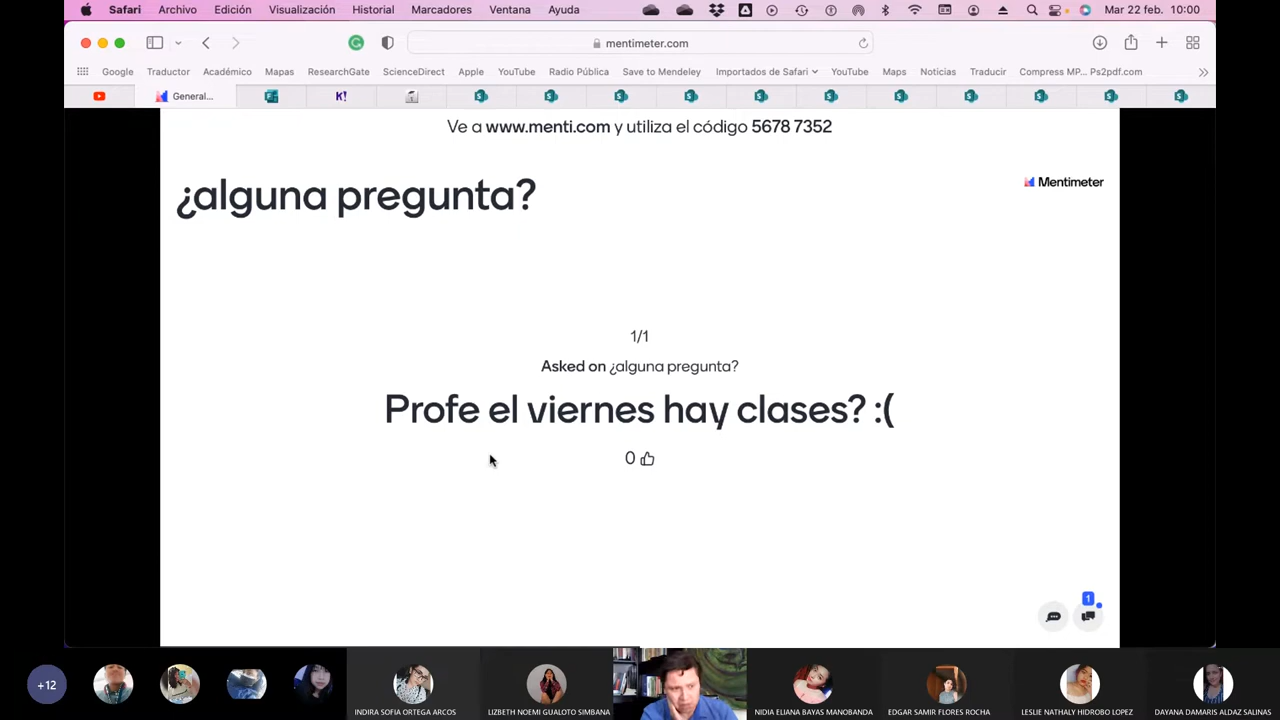 Safari Archivo Edición Visualización Historial Marcadores Ventana Ayuda Mar 22 feb. 10:00
mentimeter.com
Google Traductor Académico Mapas ResearchGate ScienceDirect Apple YouTube Radio Pública Save to Mendeley Importados de Safari YouTube Maps Noticias Traducir Compress MP... Ps2pdf.com
General... K!
Ve a www.menti.com y utiliza el código 5678 7352
¿alguna pregunta?
Mentimeter
1/1
Asked on ¿alguna pregunta?
Profe el viernes hay clases? :(
0
1
+12
INDIRA SOFIA ORTEGA ARCOS LIZBETH NOEMI GUALOTO SIMBANA NIDIA ELIANA BAYAS MANOBANDA EDGAR SAMIR FLORES ROCHA LESLIE NATHALY HIDROBO LOPEZ DAYANA DAMARIS ALDAZ SALINAS